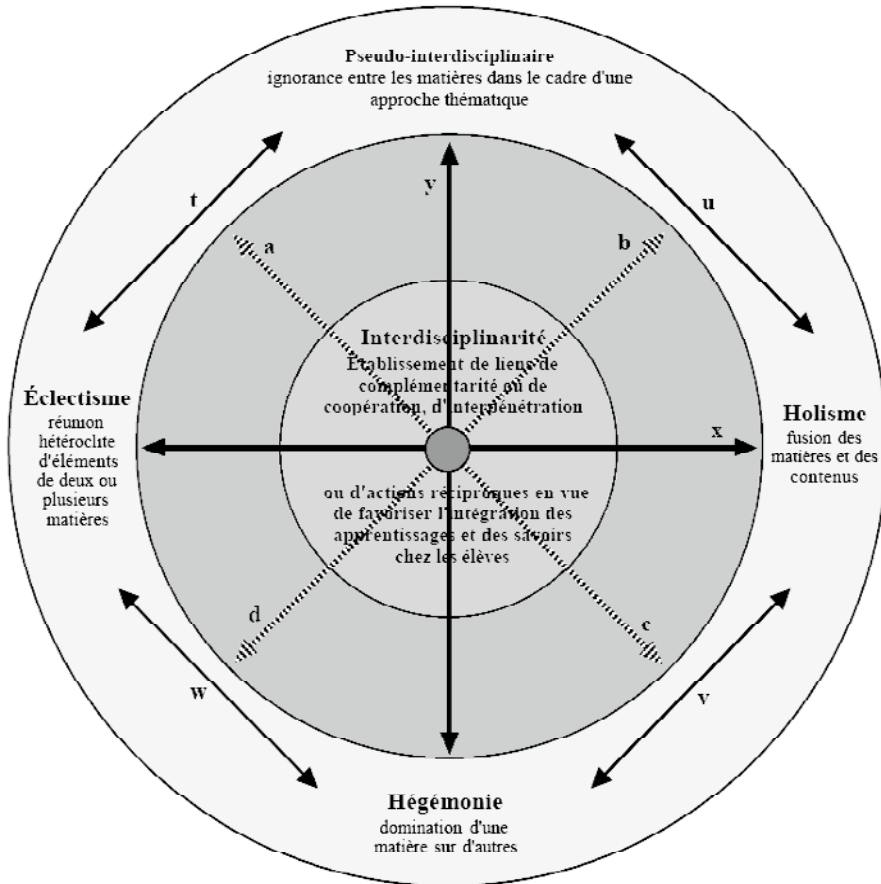 Pseudo-interdisciplinaire
ignorance entre les matières dans le cadre d'une
approche thématique
t
u
y
a
b
Interdisciplinarité
Établissement de liens de
complémentarité ou de
coopération, d'interpénétration
Éclectisme
réunion
hétéroclite
d'éléments
de deux ou
plusieurs
matières
x
Holisme
fusion des
matières et des
contenus
ou d'actions réciproques en vue
de favoriser l'intégration des
apprentissages et des savoirs
chez les élèves
d
c
w
v
Hégémonie
domination d'une
matière sur d'autres